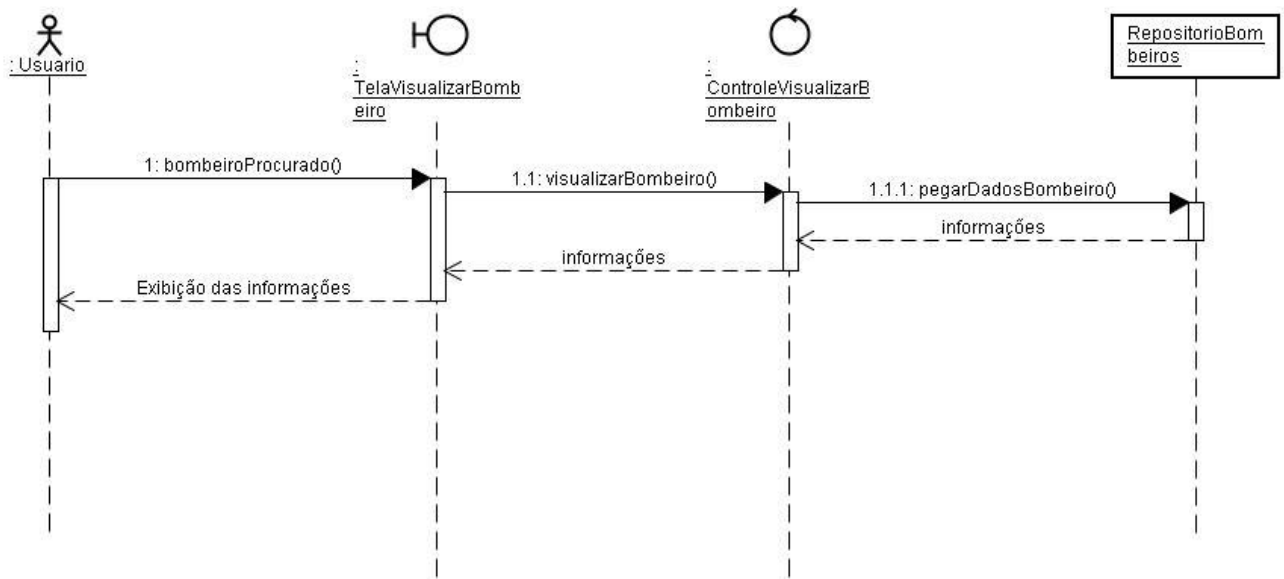 : Usuario
:
TelaVisualizarBomb
eiro
:
ControleVisualizarB
ombeiro
RepositorioBom
beiros
1: bombeiroProcurado()
1.1: visualizarBombeiro()
1.1.1: pegarDadosBombeiro()
informações
informações
Exibição das informações